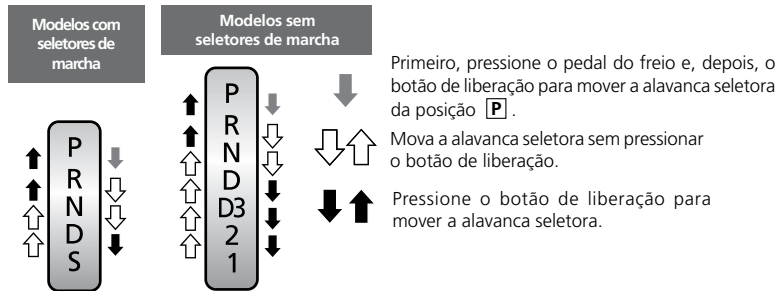 Modelos com
seletores de
marcha
P
R
N
D
S
Modelos sem
seletores de marcha
P
R
N
D
D3
2
1
Primeiro, pressione o pedal do freio e, depois, o
botão de liberação para mover a alavanca seletora
da posição P .
Mova a alavanca seletora sem pressionar
o botão de liberação.
Pressione o botão de liberação para
mover a alavanca seletora.